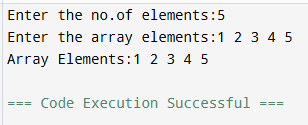 Enter the no.of elements:5
Enter the array elements:1 2 3 4 5
Array Elements:1 2 3 4 5
=== Code Execution Successful ===